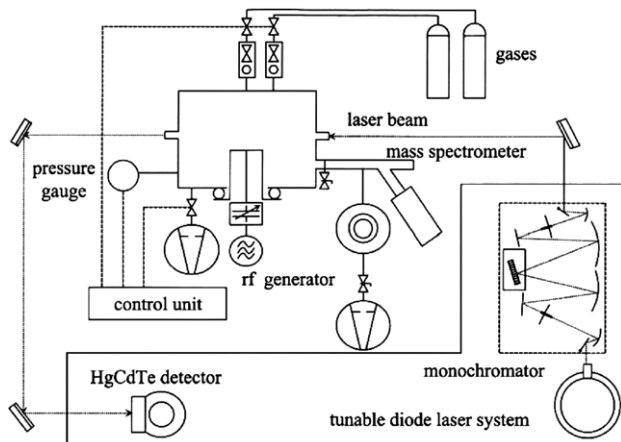 gases
laser beam
mass spectrometer
pressure
gauge
rf generator
control unit
HgCdTe detector
monochromator
tunable diode laser system